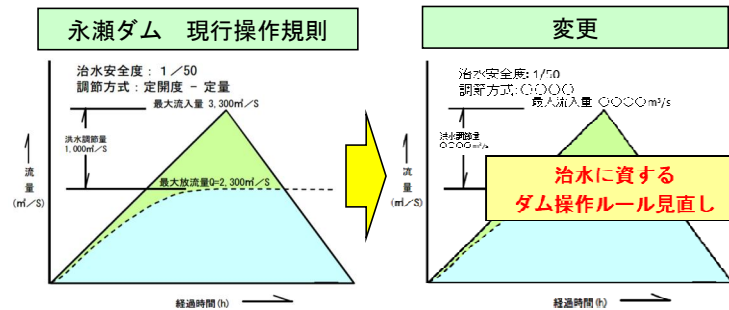 永瀬ダム 現行操作規則
治水安全度：１／50
調節方式：定開度 － 定量
最大流入量 3,300㎥／S
洪水調節量
1,000㎥／S
最大放流量Q=2,300㎥／S
流
量
(㎥／S)
経過時間(h)
変更
治水安全度: 1/50
調節方式:〇〇〇〇
最大流入量 〇〇〇〇m³/s
洪水調節量
〇〇〇〇m³/s
治水に資する
ダム操作ルール見直し
流
量
(㎥／S)
経過時間(h)